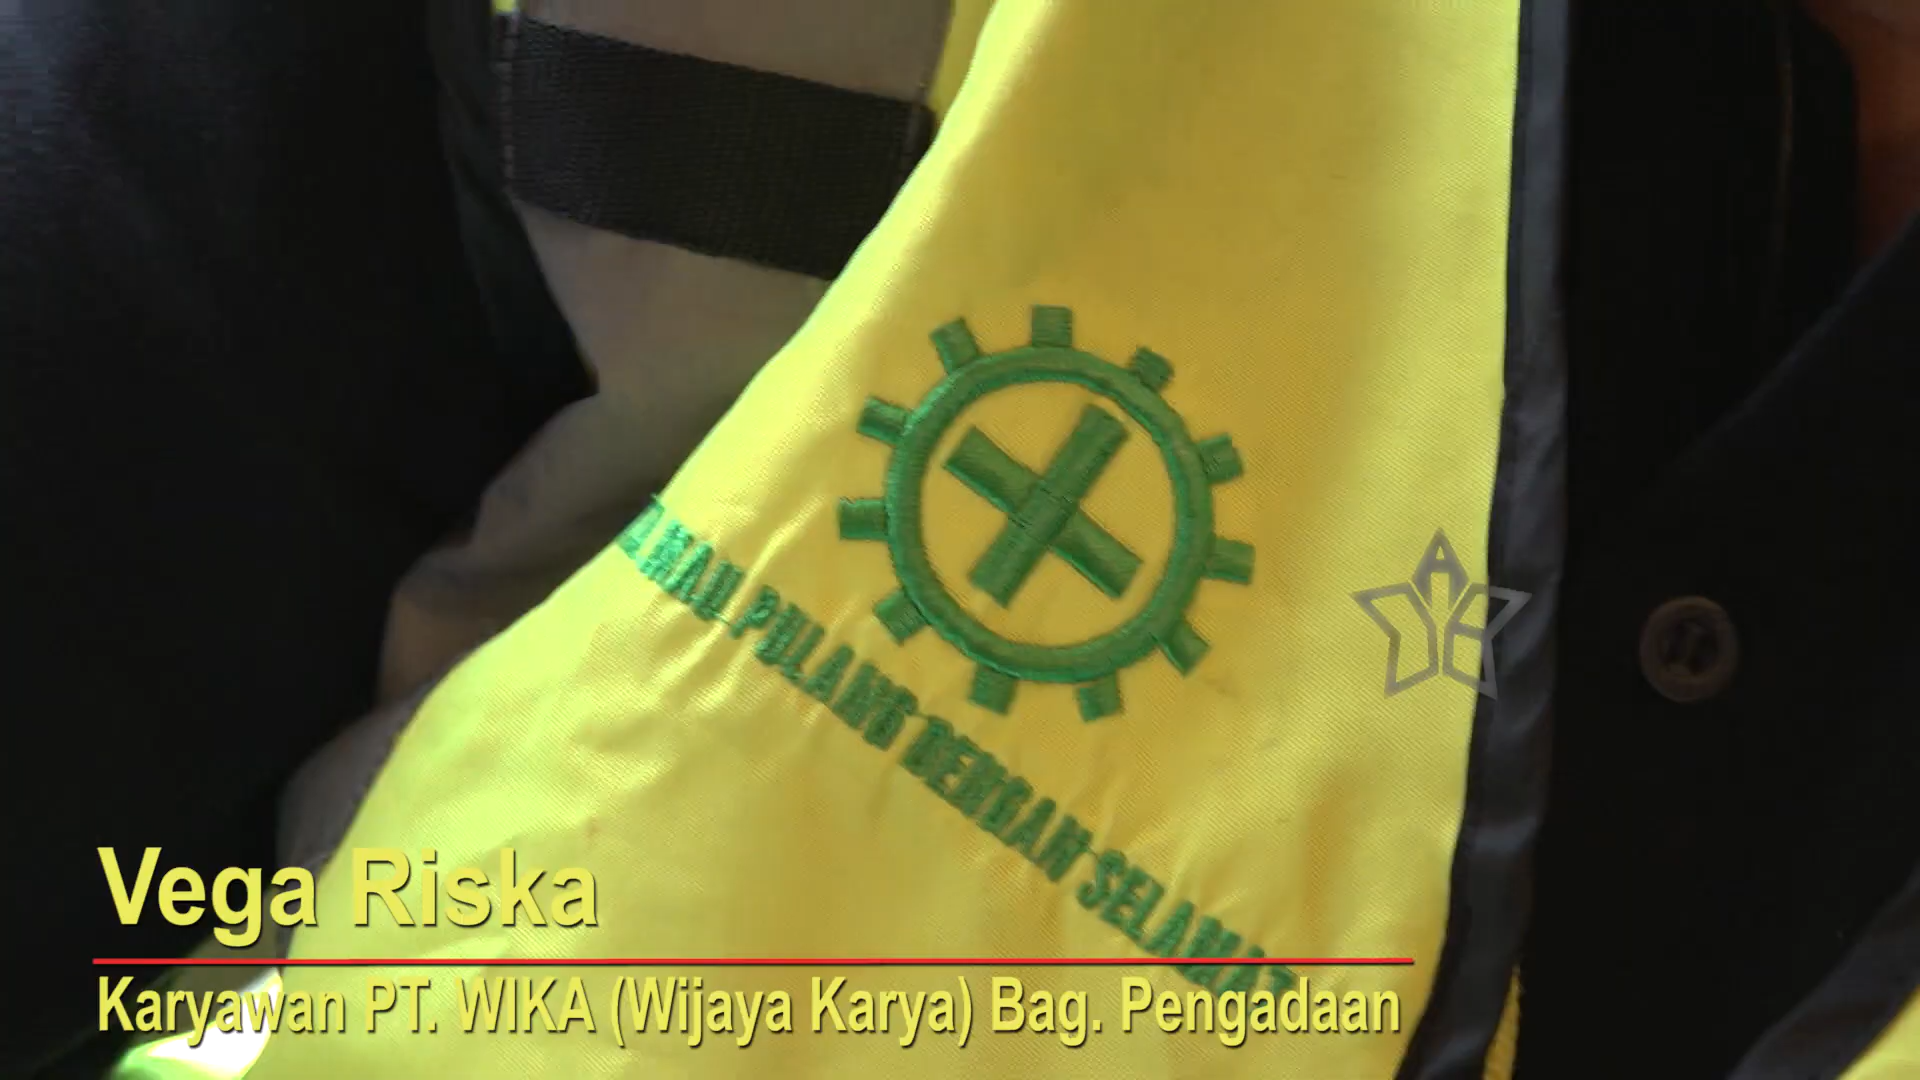 PULANG DENGAN SELAMAT
Vega Riska
Karyawan PT. WIKA (Wijaya Karya) Bag. Pengadaan